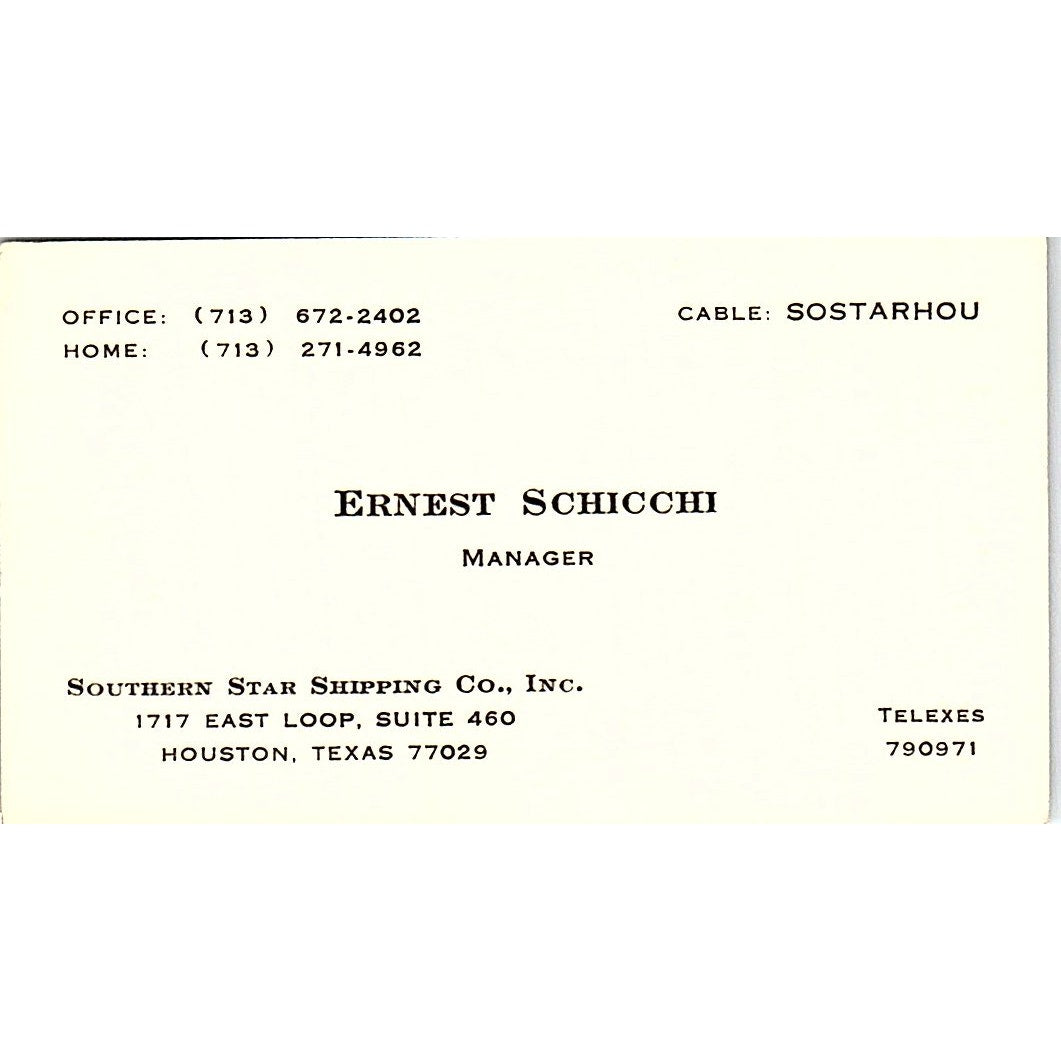 OFFICE: (713) 672-2402
HOME: (713) 271-4962
CABLE: SOSTARHOU
ERNEST SCHICCHI
MANAGER
SOUTHERN STAR SHIPPING CO., INC.
1717 EAST LOOP, SUITE 460
HOUSTON, TEXAS 77029
TELEXES
790971